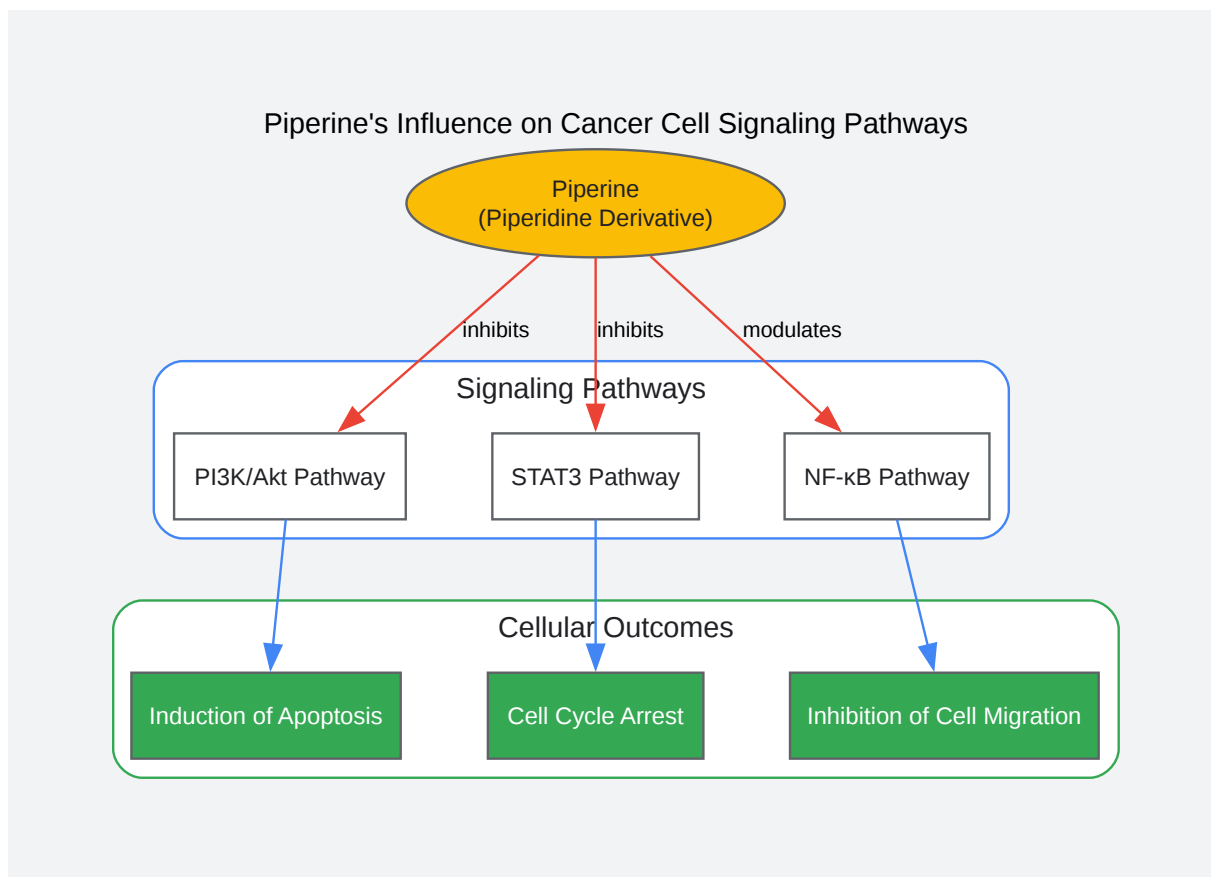 Piperine's Influence on Cancer Cell Signaling Pathways
Piperine
(Piperidine Derivative)
inhibits
inhibits
modulates
Signaling Pathways
PI3K/Akt Pathway
STAT3 Pathway
NF-κB Pathway
Cellular Outcomes
Induction of Apoptosis
Cell Cycle Arrest
Inhibition of Cell Migration